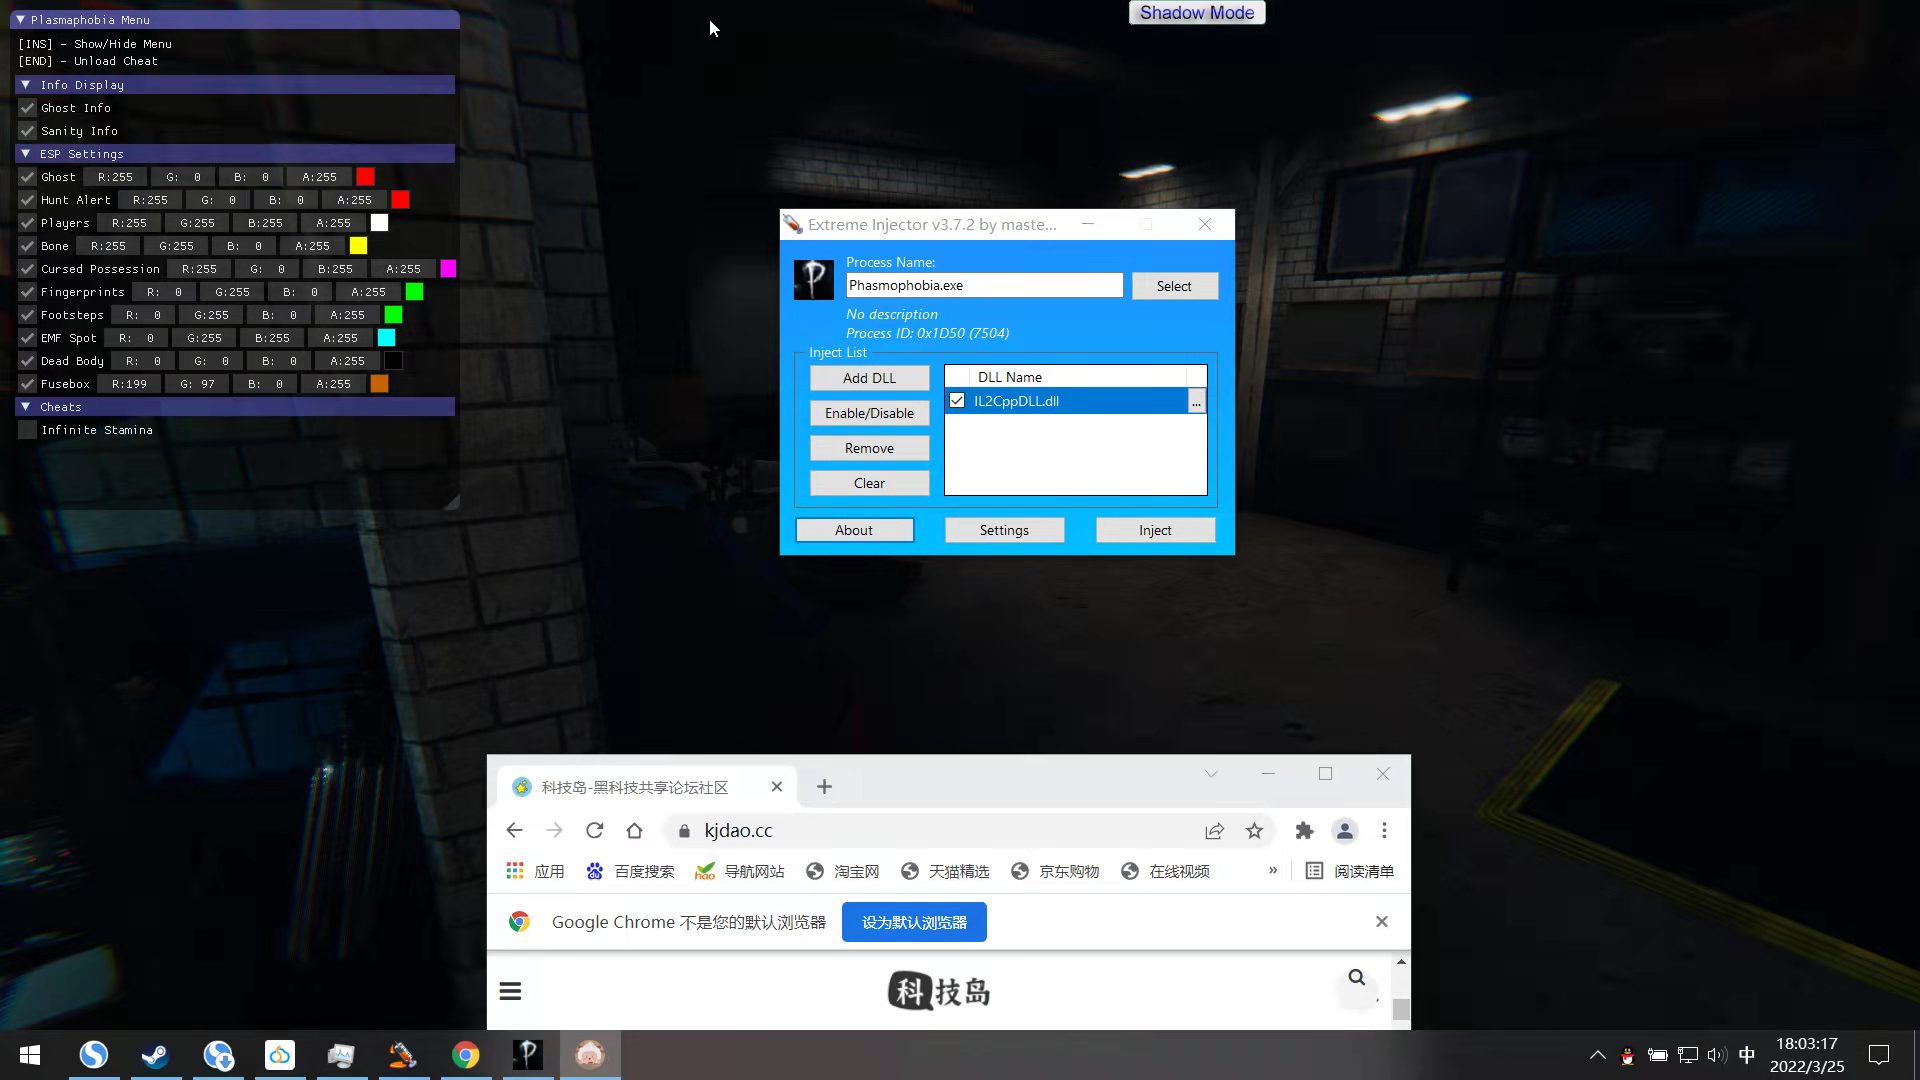 Plasmaphobia Menu
[INS] - Show/Hide Menu
[END] - Unload Cheat
Info Display
Ghost Info
Sanity Info
ESP Settings
Ghost R:255 G: 0 B: 0 A:255
Hunt Alert R:255 G: 0 B: 0 A:255
Players R:255 G:255 B:255 A:255
Bone R:255 G:255 B: 0 A:255
Cursed Possession R:255 G: 0 B:255 A:255
Fingerprints R: 0 G:255 B: 0 A:255
Footsteps R: 0 G:255 B: 0 A:255
EMF Spot R: 0 G:255 B:255 A:255
Dead Body R: 0 G: 0 B: 0 A:255
Fusebox R:199 G: 97 B: 0 A:255
Cheats
Infinite Stamina
Shadow Mode
Extreme Injector v3.7.2 by maste...
Process Name:
Phasmophobia.exe
Select
No description
Process ID: 0x1D50 (7504)
Inject List
Add DLL
Enable/Disable
Remove
Clear
DLL Name
IL2CppDLL.dll
...
About
Settings
Inject
科技岛-黑科技共享论坛社区
kjdao.cc
应用
百度搜索
hao
导航网站
淘宝网
天猫精选
京东购物
在线视频
»
阅读清单
Google Chrome 不是您的默认浏览器
设为默认浏览器
科技岛
中
18:03:17
2022/3/25